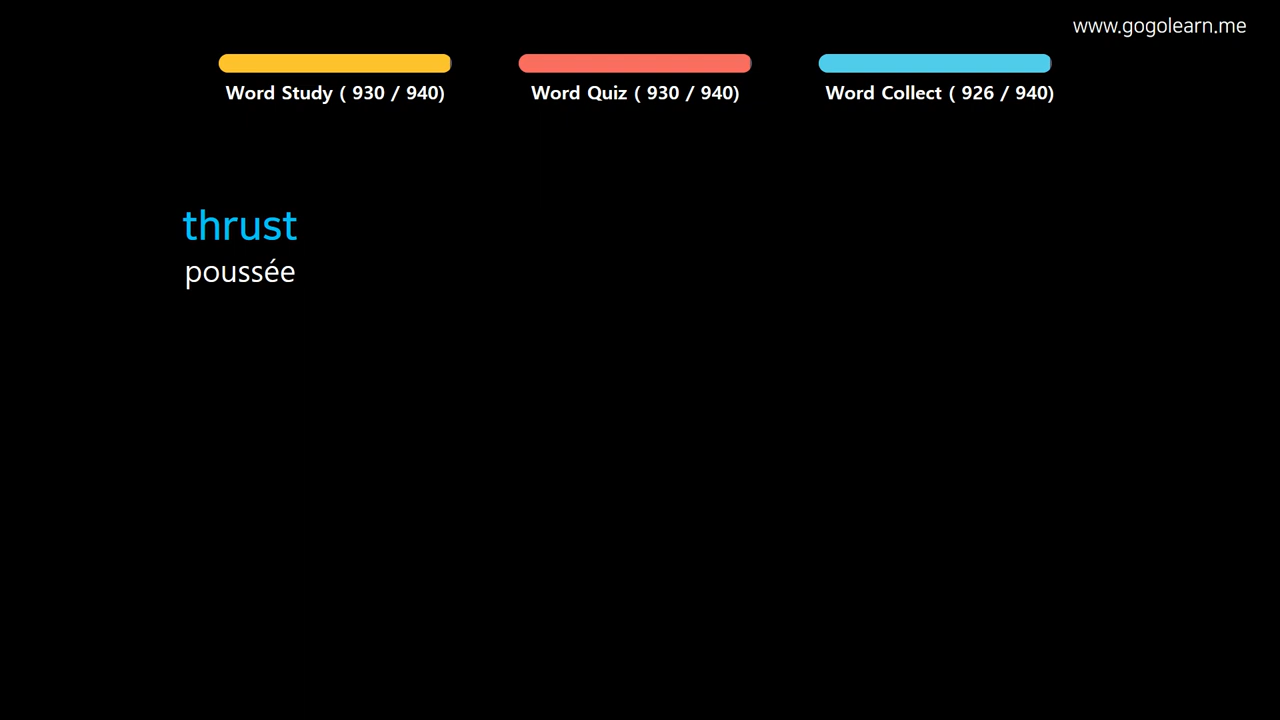 www.gogolearn.me
Word Study ( 930 / 940)
Word Quiz ( 930 / 940)
Word Collect ( 926 / 940)
thrust
poussée